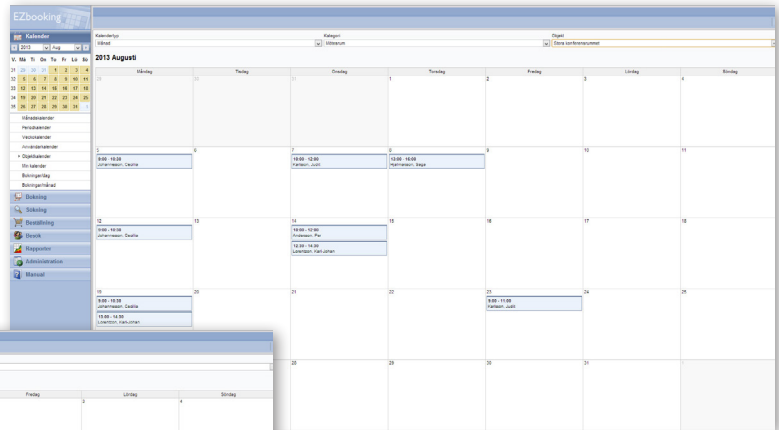 EZbooking
Kalender
2013 Aug
V. Må Ti On To Fr Lö Sö
31 29 30 31 1 2 3 4
32 5 6 7 8 9 10 11
33 12 13 14 15 16 17 18
34 19 20 21 22 23 24 25
35 26 27 28 29 30 31 1
Månadskalender
Periodkalender
Veckokalender
Användarkalender
Objektkalender
Min kalender
Bokningar/dag
Bokningar/månad
Bokning
Sökning
Beställning
Besök
Rapporter
Administration
Manual
Kalendertyp Kategori Objekt
Månad Mötesrum Stora konferensrummet
2013 Augusti
Måndag Tisdag Onsdag Torsdag Fredag Lördag Söndag
29 30 31 1 2 3 4
5 6 7 8 9 10 11
9:00 - 10:30 10:00 - 12:00 13:00 - 16:00
Johannesson, Cecilia Karlsson, Judit Hjalmarsson, Saga
12 13 14 15 16 17 18
9:00 - 10:30 10:00 - 12:00
Johannesson, Cecilia Andersson, Per
12:30 - 14:30
Lorentzon, Karl-Johan
19 20 21 22 23 24 25
9:00 - 10:30 9:00 - 11:00
Johannesson, Cecilia Karlsson, Judit
13:00 - 14:30
Lorentzon, Karl-Johan
28 29 30 31 1
Fredag Lördag Söndag
3 4